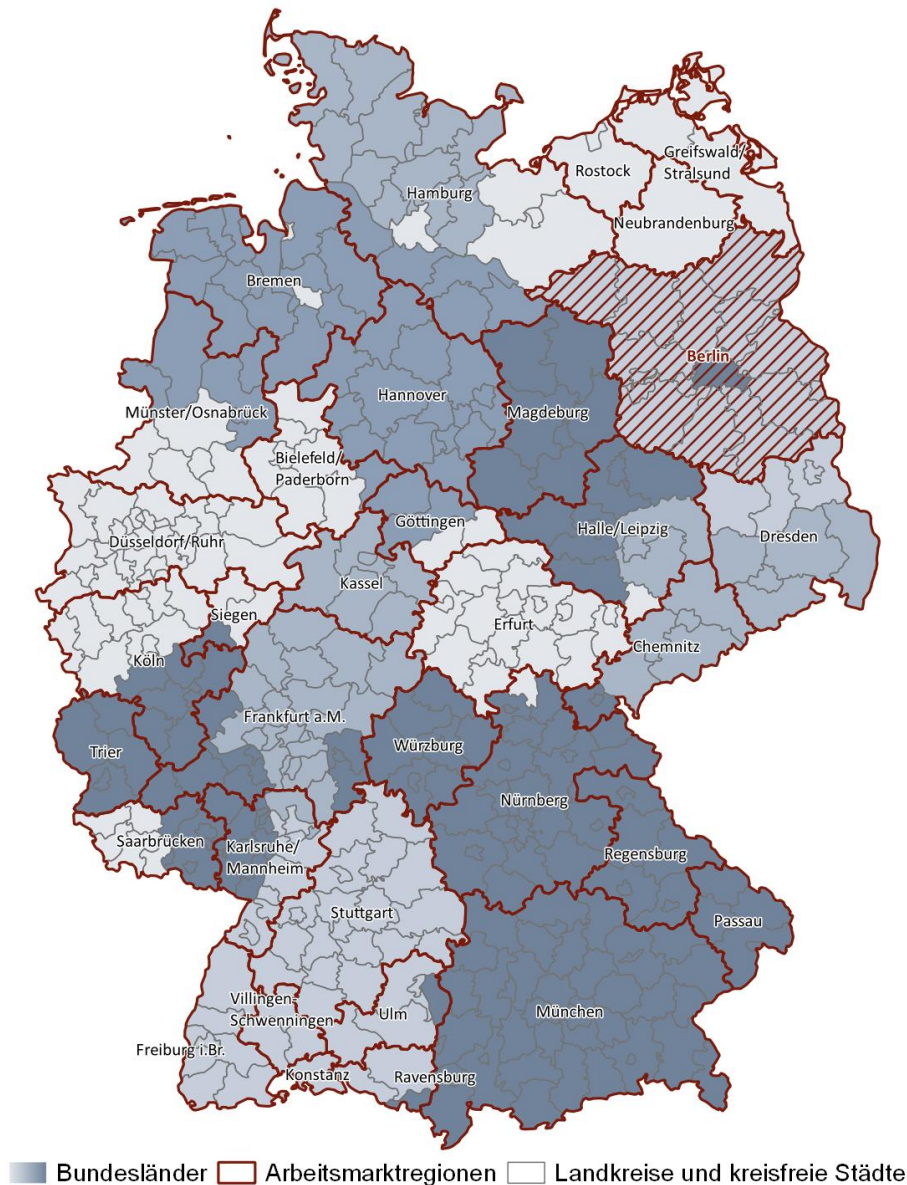 Rostock
Greifswald/
Stralsund
Hamburg
Neubrandenburg
Bremen
Berlin
Hannover
Magdeburg
Münster/Osnabrück
Bielefeld/
Paderborn
Göttingen
Halle/Leipzig
Dresden
Düsseldorf/Ruhr
Kassel
Siegen
Erfurt
Chemnitz
Köln
Frankfurt a.M.
Trier
Würzburg
Nürnberg
Saarbrücken
Karlsruhe/
Mannheim
Regensburg
Stuttgart
Passau
Villingen-
Schwenningen
Ulm
München
Freiburg i.Br.
Konstanz
Ravensburg
Bundesländer Arbeitsmarktregionen Landkreise und kreisfreie Städte